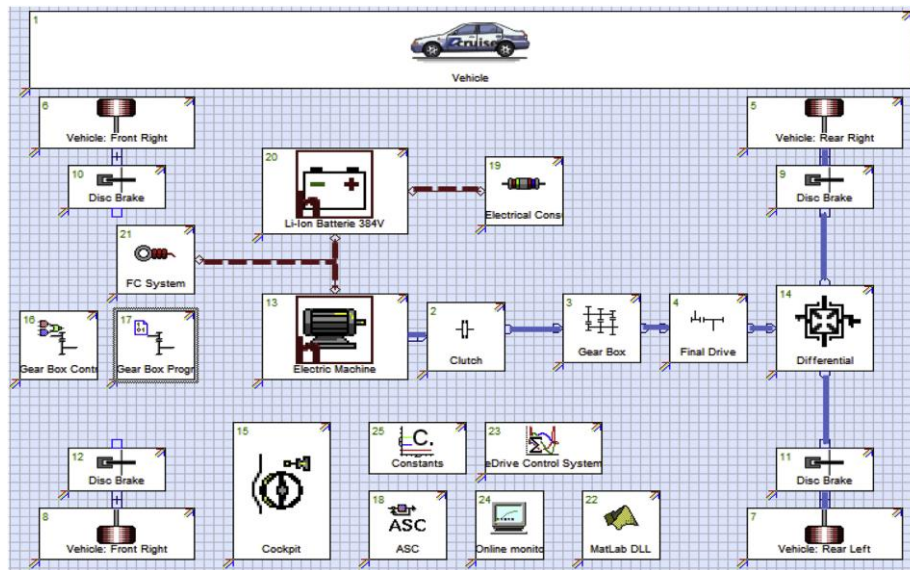 1
cruise
Vehicle
6
Vehicle: Front Right
5
Vehicle: Rear Right
10
Disc Brake
20
Li-Ion Batterie 384V
19
Electrical Cons
9
Disc Brake
21
FC System
16
Gear Box Contr
17
Gear Box Progr
13
Electric Machine
2
Clutch
3
Gear Box
4
Final Drive
14
Differential
12
Disc Brake
15
Cockpit
25
C.
Constants
23
eDrive Control System
11
Disc Brake
8
Vehicle: Front Right
18
ASC
ASC
24
Online monito
22
MatLab DLL
7
Vehicle: Rear Left